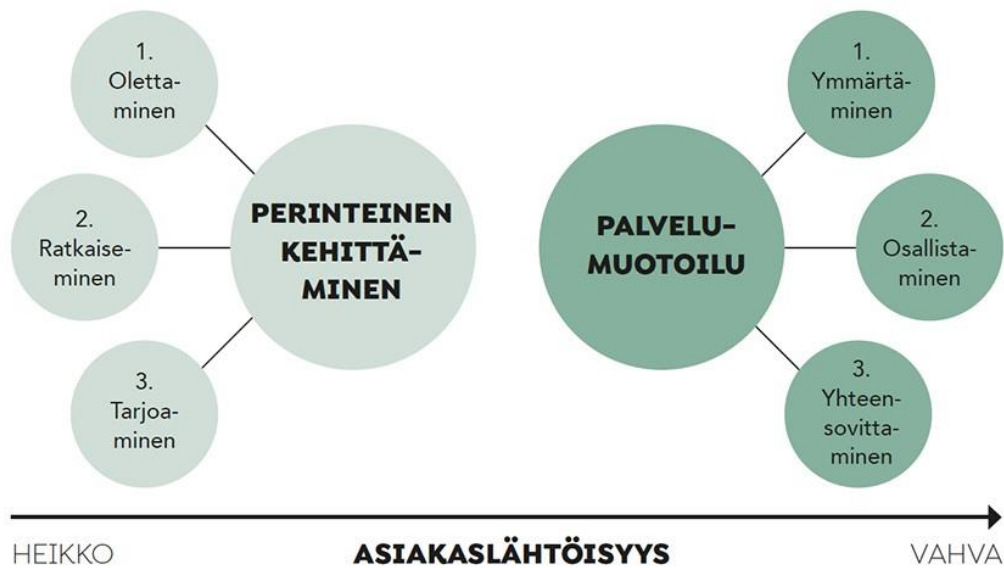 1.
Oletta-
minen
2.
Ratkaise-
minen
3.
Tarjoa-
minen
PERINTEINEN
KEHITTÄ-
MINEN
PALVELU-
MUOTOILU
1.
Ymmärtä-
minen
2.
Osallista-
minen
3.
Yhteen-
sovitta-
minen
HEIKKO
ASIAKASLÄHTÖISYYS
VAHVA